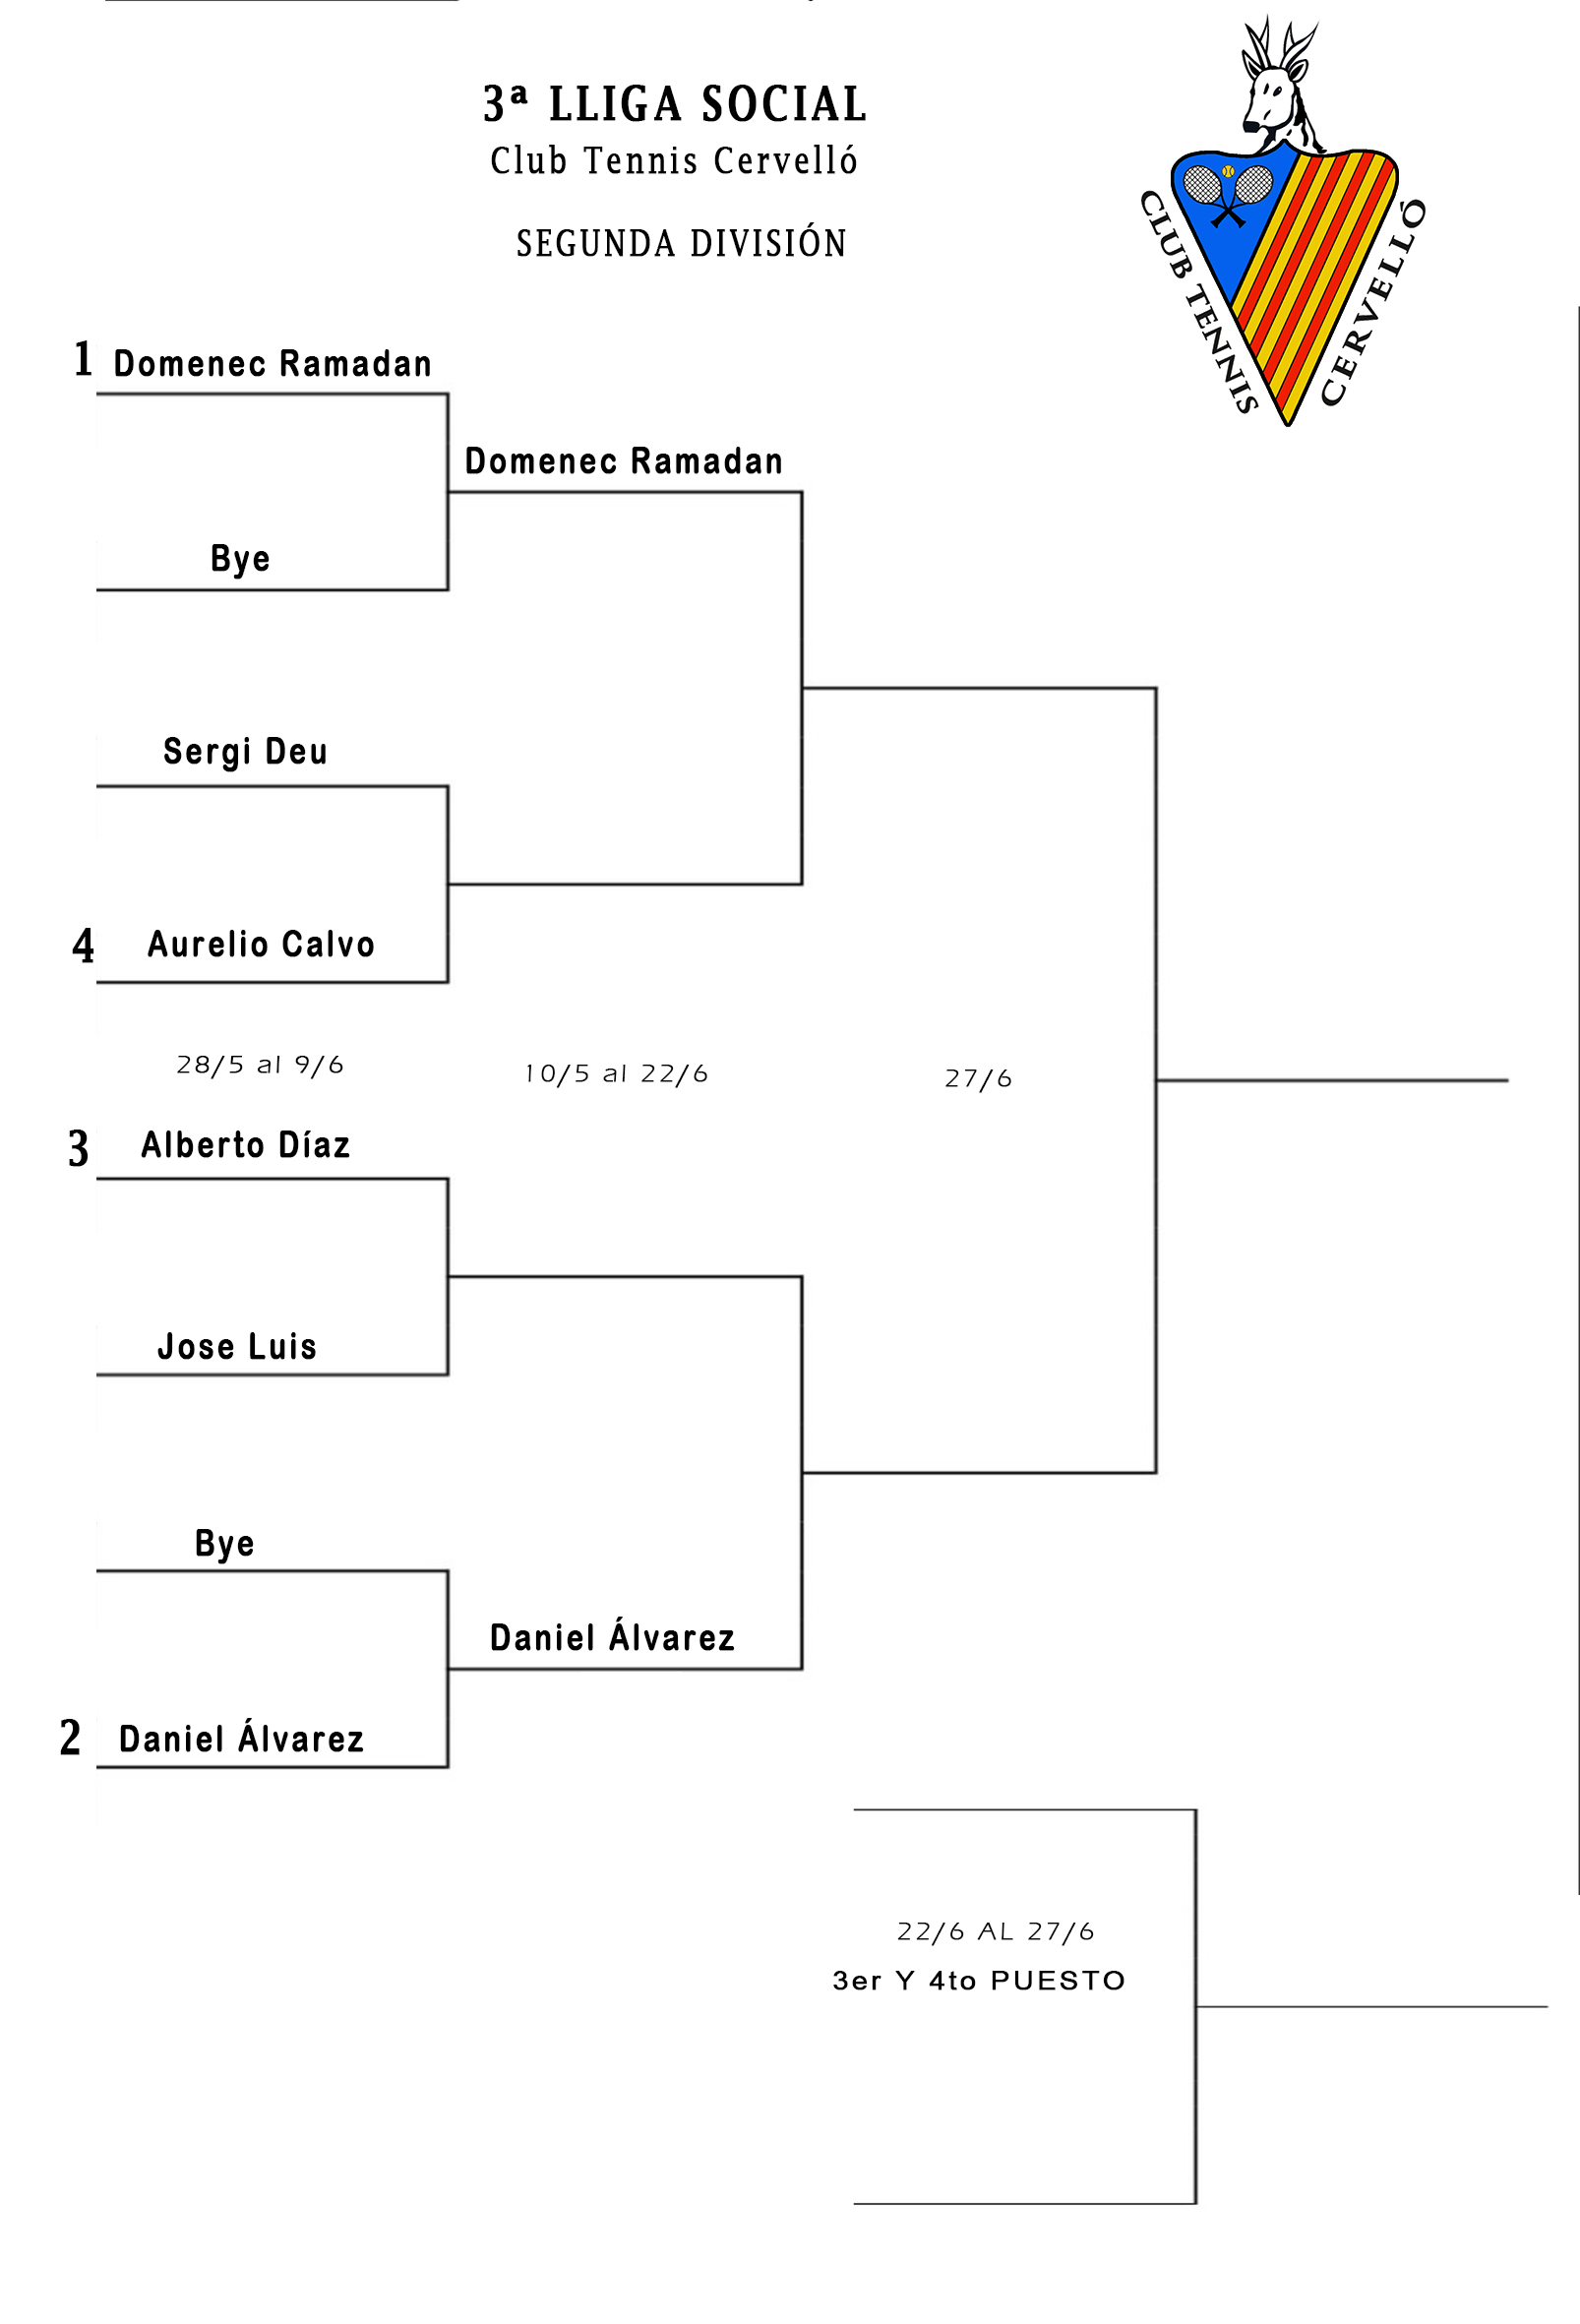 3ª LLIGA SOCIAL
Club Tennis Cervelló
SEGUNDA DIVISIÓN
CLUB TENNIS
CERVELLÓ
1 Domenec Ramadan
Domenec Ramadan
Bye
Sergi Deu
4 Aurelio Calvo
28/5 al 9/6
10/5 al 22/6
27/6
3 Alberto Díaz
Jose Luis
Bye
Daniel Álvarez
2 Daniel Álvarez
22/6 AL 27/6
3er Y 4to PUESTO